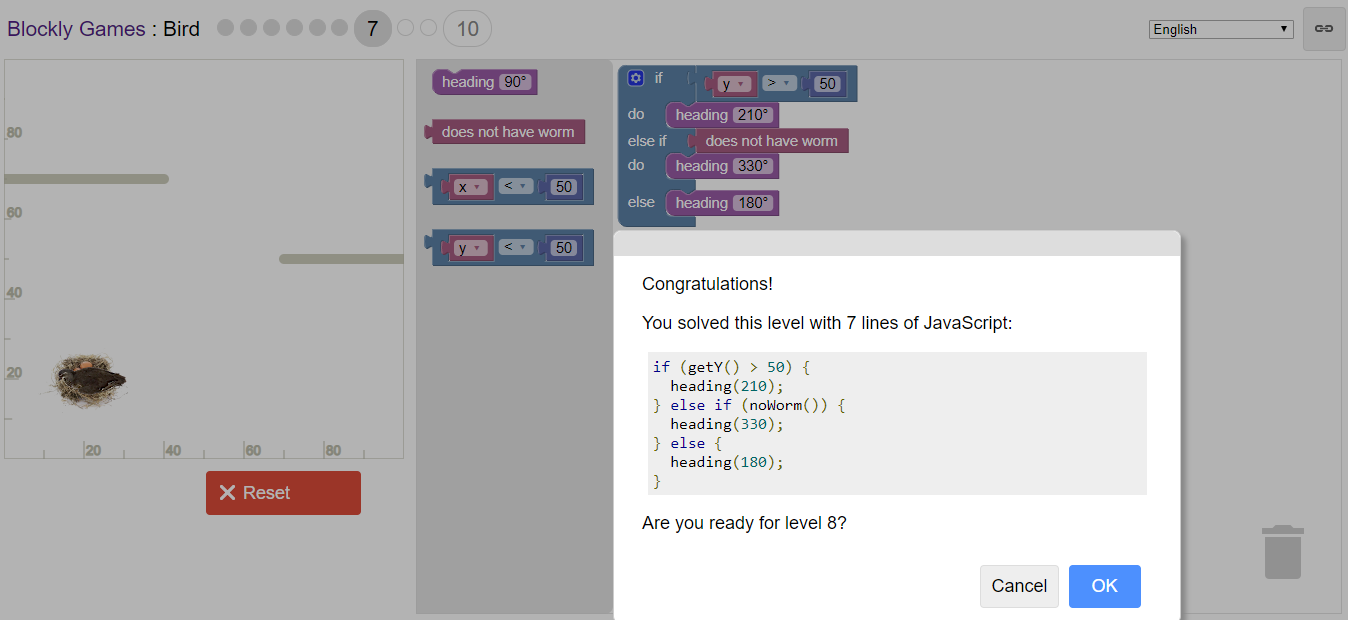 Blockly Games : Bird 7 10
English
80
60
40
20
20 40 60 80
Reset
heading 90°
does not have worm
x < 50
y < 50
if y > 50
do heading 210°
else if does not have worm
do heading 330°
else heading 180°
Congratulations!
You solved this level with 7 lines of JavaScript:
if (getY() > 50) {
heading(210);
} else if (noWorm()) {
heading(330);
} else {
heading(180);
}
Are you ready for level 8?
Cancel OK